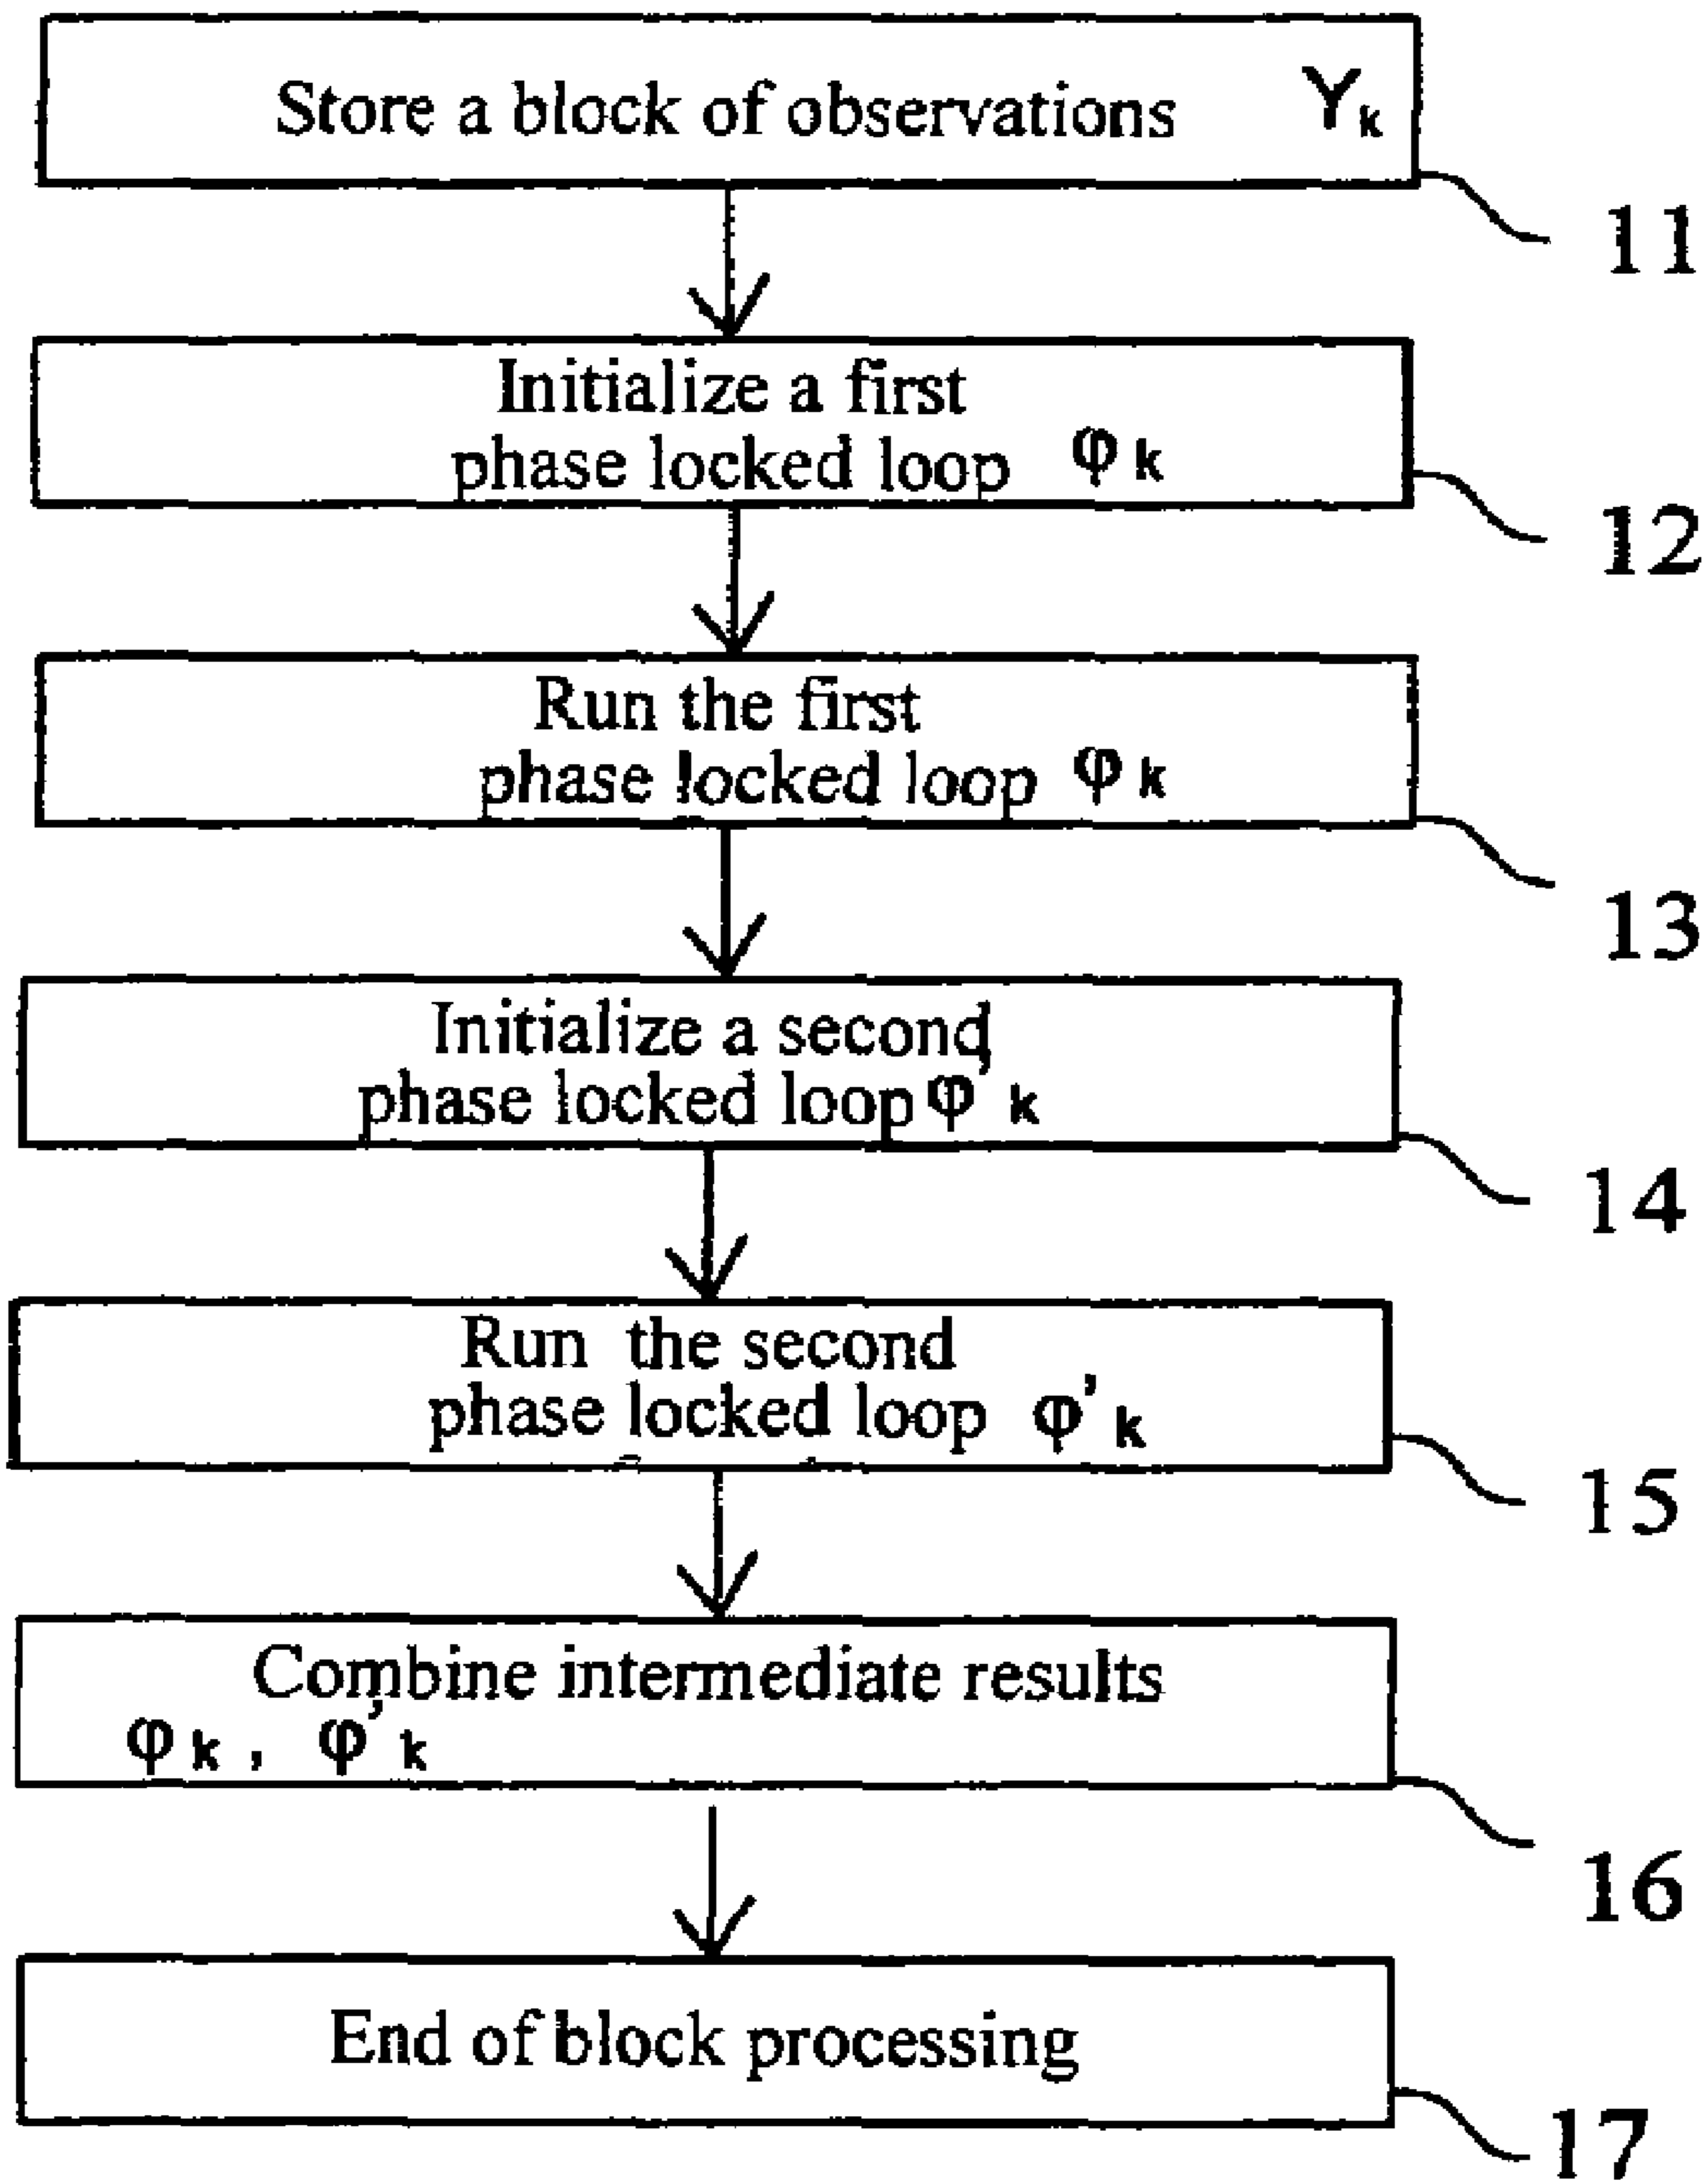 Store a block of observations Yₖ
11
Initialize a first
phase locked loop φₖ
12
Run the first
phase locked loop φₖ
13
Initialize a second
phase locked loop φ'ₖ
14
Run the second
phase locked loop φ'ₖ
15
Combine intermediate results
φₖ , φ'ₖ
16
End of block processing
17